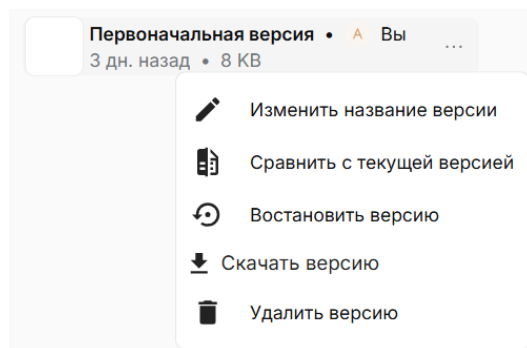 Первоначальная версия • A Вы ...
3 дн. назад • 8 KB
Изменить название версии
Сравнить с текущей версией
Востановить версию
Скачать версию
Удалить версию